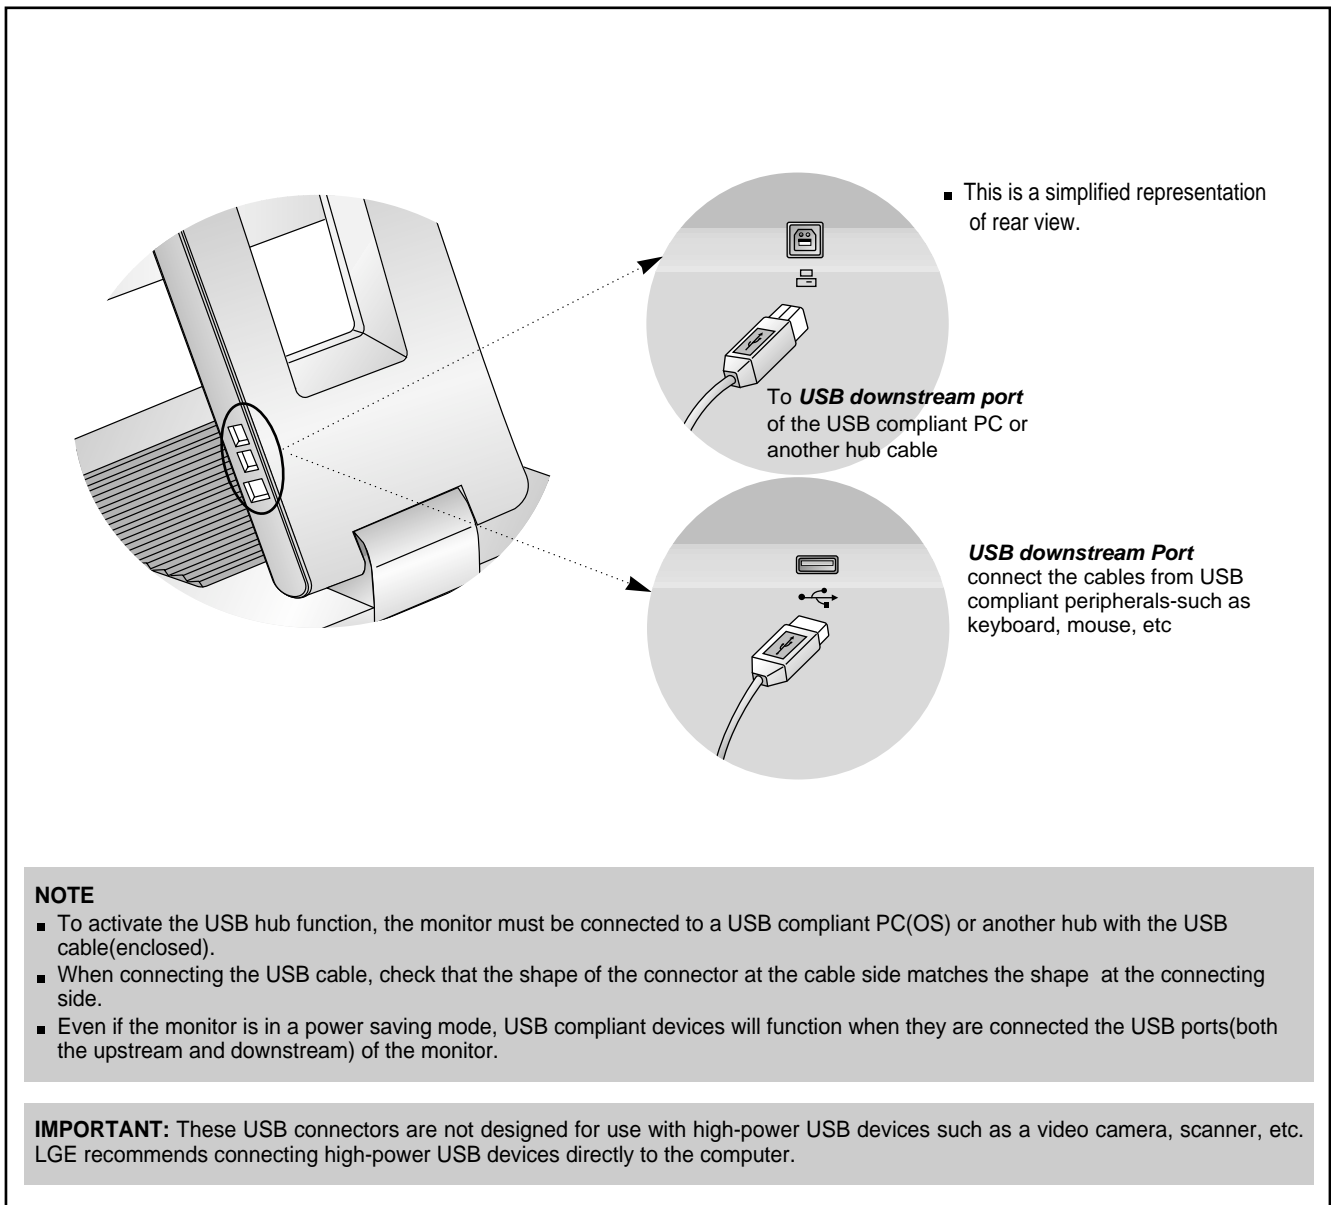 ■ This is a simplified representation
of rear view.
To USB downstream port
of the USB compliant PC or
another hub cable
USB downstream Port
connect the cables from USB
compliant peripherals-such as
keyboard, mouse, etc
NOTE
■ To activate the USB hub function, the monitor must be connected to a USB compliant PC(OS) or another hub with the USB
cable(enclosed).
■ When connecting the USB cable, check that the shape of the connector at the cable side matches the shape at the connecting
side.
■ Even if the monitor is in a power saving mode, USB compliant devices will function when they are connected the USB ports(both
the upstream and downstream) of the monitor.
IMPORTANT: These USB connectors are not designed for use with high-power USB devices such as a video camera, scanner, etc.
LGE recommends connecting high-power USB devices directly to the computer.